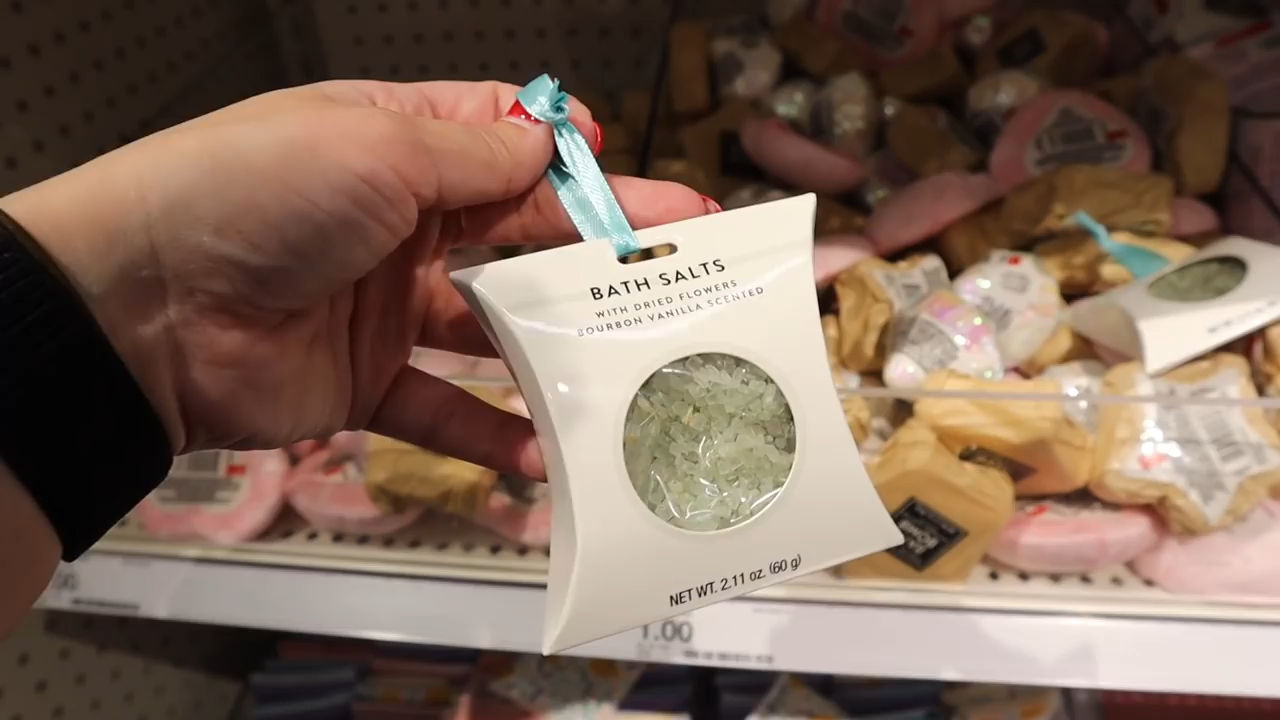 BATH SALTS
WITH DRIED FLOWERS
BOURBON VANILLA SCENTED
NET WT. 2.11 oz. (60 g)
1.00